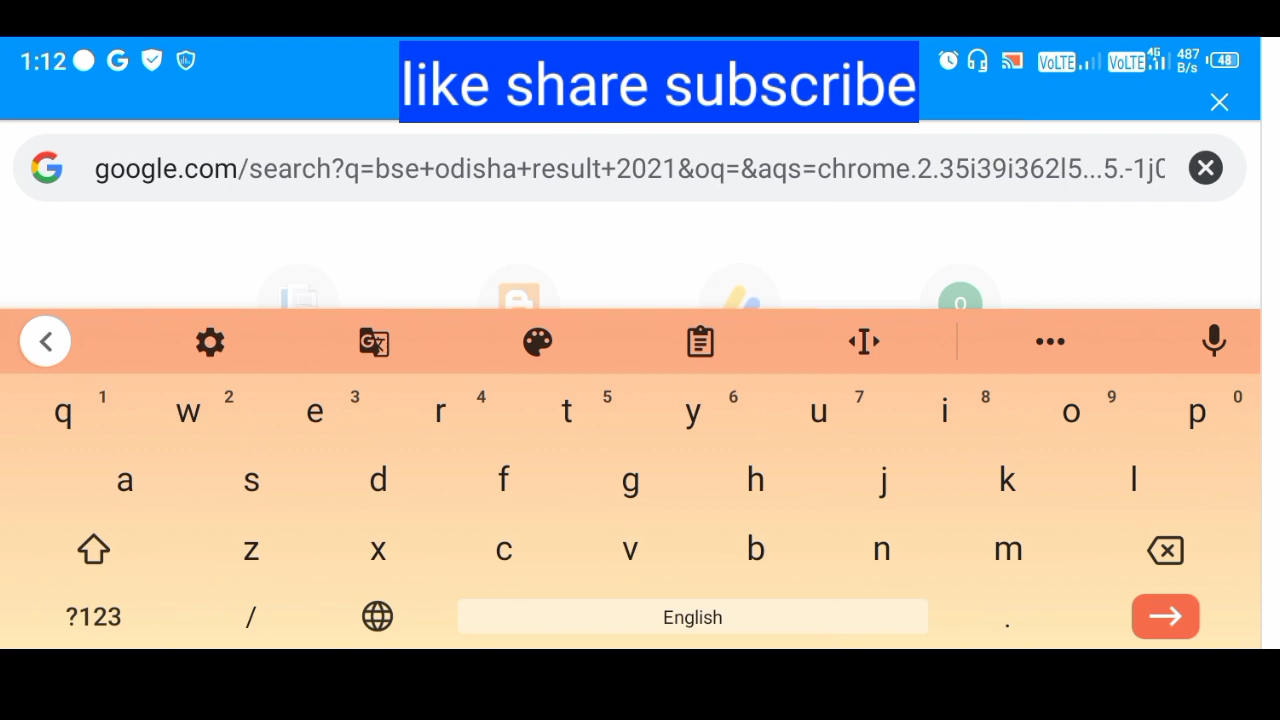 1:12
like share subscribe
VoLTE VoLTE 4G 487 B/s 48
google.com/search?q=bse+odisha+result+2021&oq=&aqs=chrome.2.35i39i362l5...5.-1j0
o
q 1 w 2 e 3 r 4 t 5 y 6 u 7 i 8 o 9 p 0
a s d f g h j k l
z x c v b n m
?123 / English .